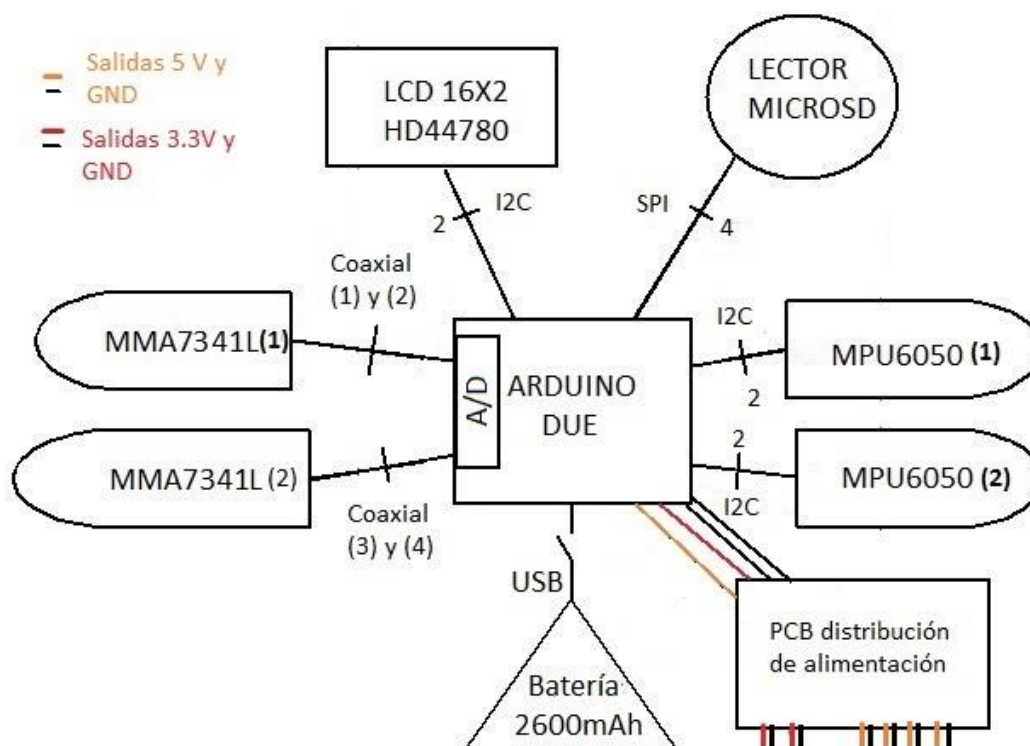 Salidas 5 V y
GND
Salidas 3.3V y
GND
LCD 16X2
HD44780
LECTOR
MICROSD
2
I2C
SPI
4
Coaxial
(1) y (2)
MMA7341L(1)
A/D
ARDUINO
DUE
I2C
2
MPU6050 (1)
MMA7341L(2)
Coaxial
(3) y (4)
2
I2C
MPU6050 (2)
USB
Batería
2600mAh
PCB distribución
de alimentación